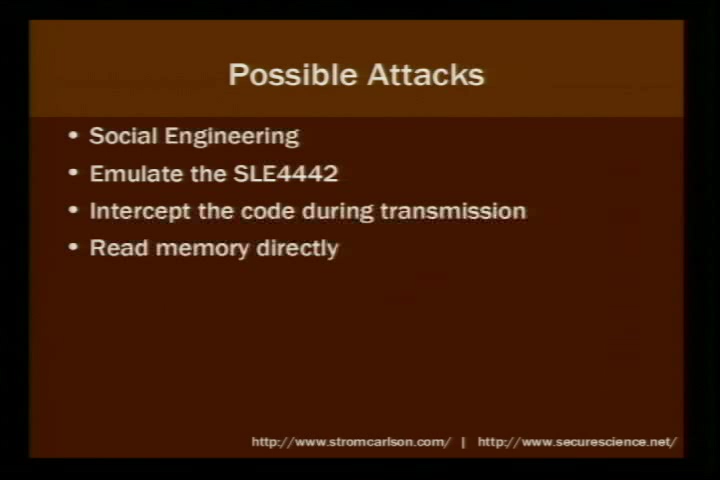 Possible Attacks
• Social Engineering
• Emulate the SLE4442
• Intercept the code during transmission
• Read memory directly
http://www.stromcarlson.com/ | http://www.securescience.net/